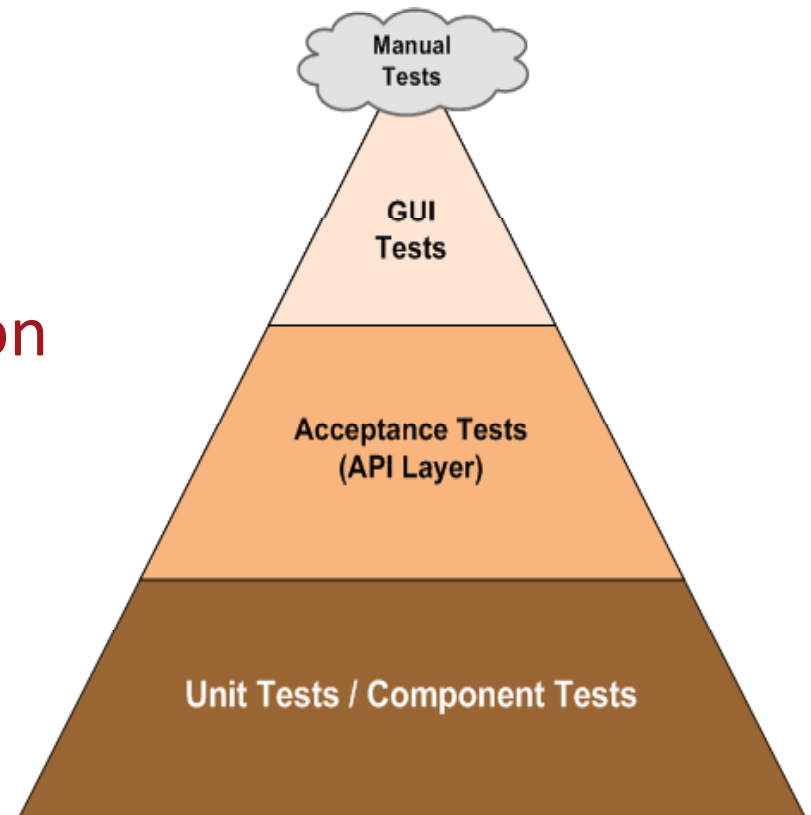 Manual
Tests
GUI
Tests
on
Acceptance Tests
(API Layer)
Unit Tests / Component Tests